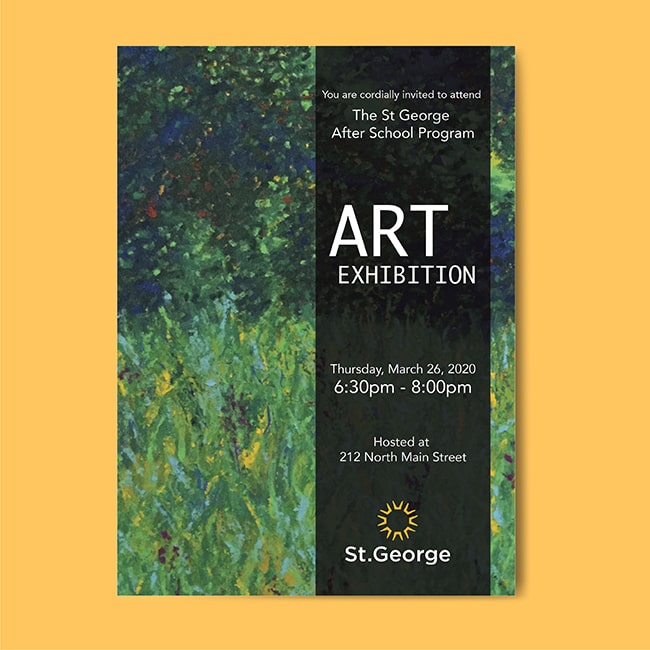 You are cordially invited to attend
The St George
After School Program
ART
EXHIBITION
Thursday, March 26, 2020
6:30pm - 8:00pm
Hosted at
212 North Main Street
St.George